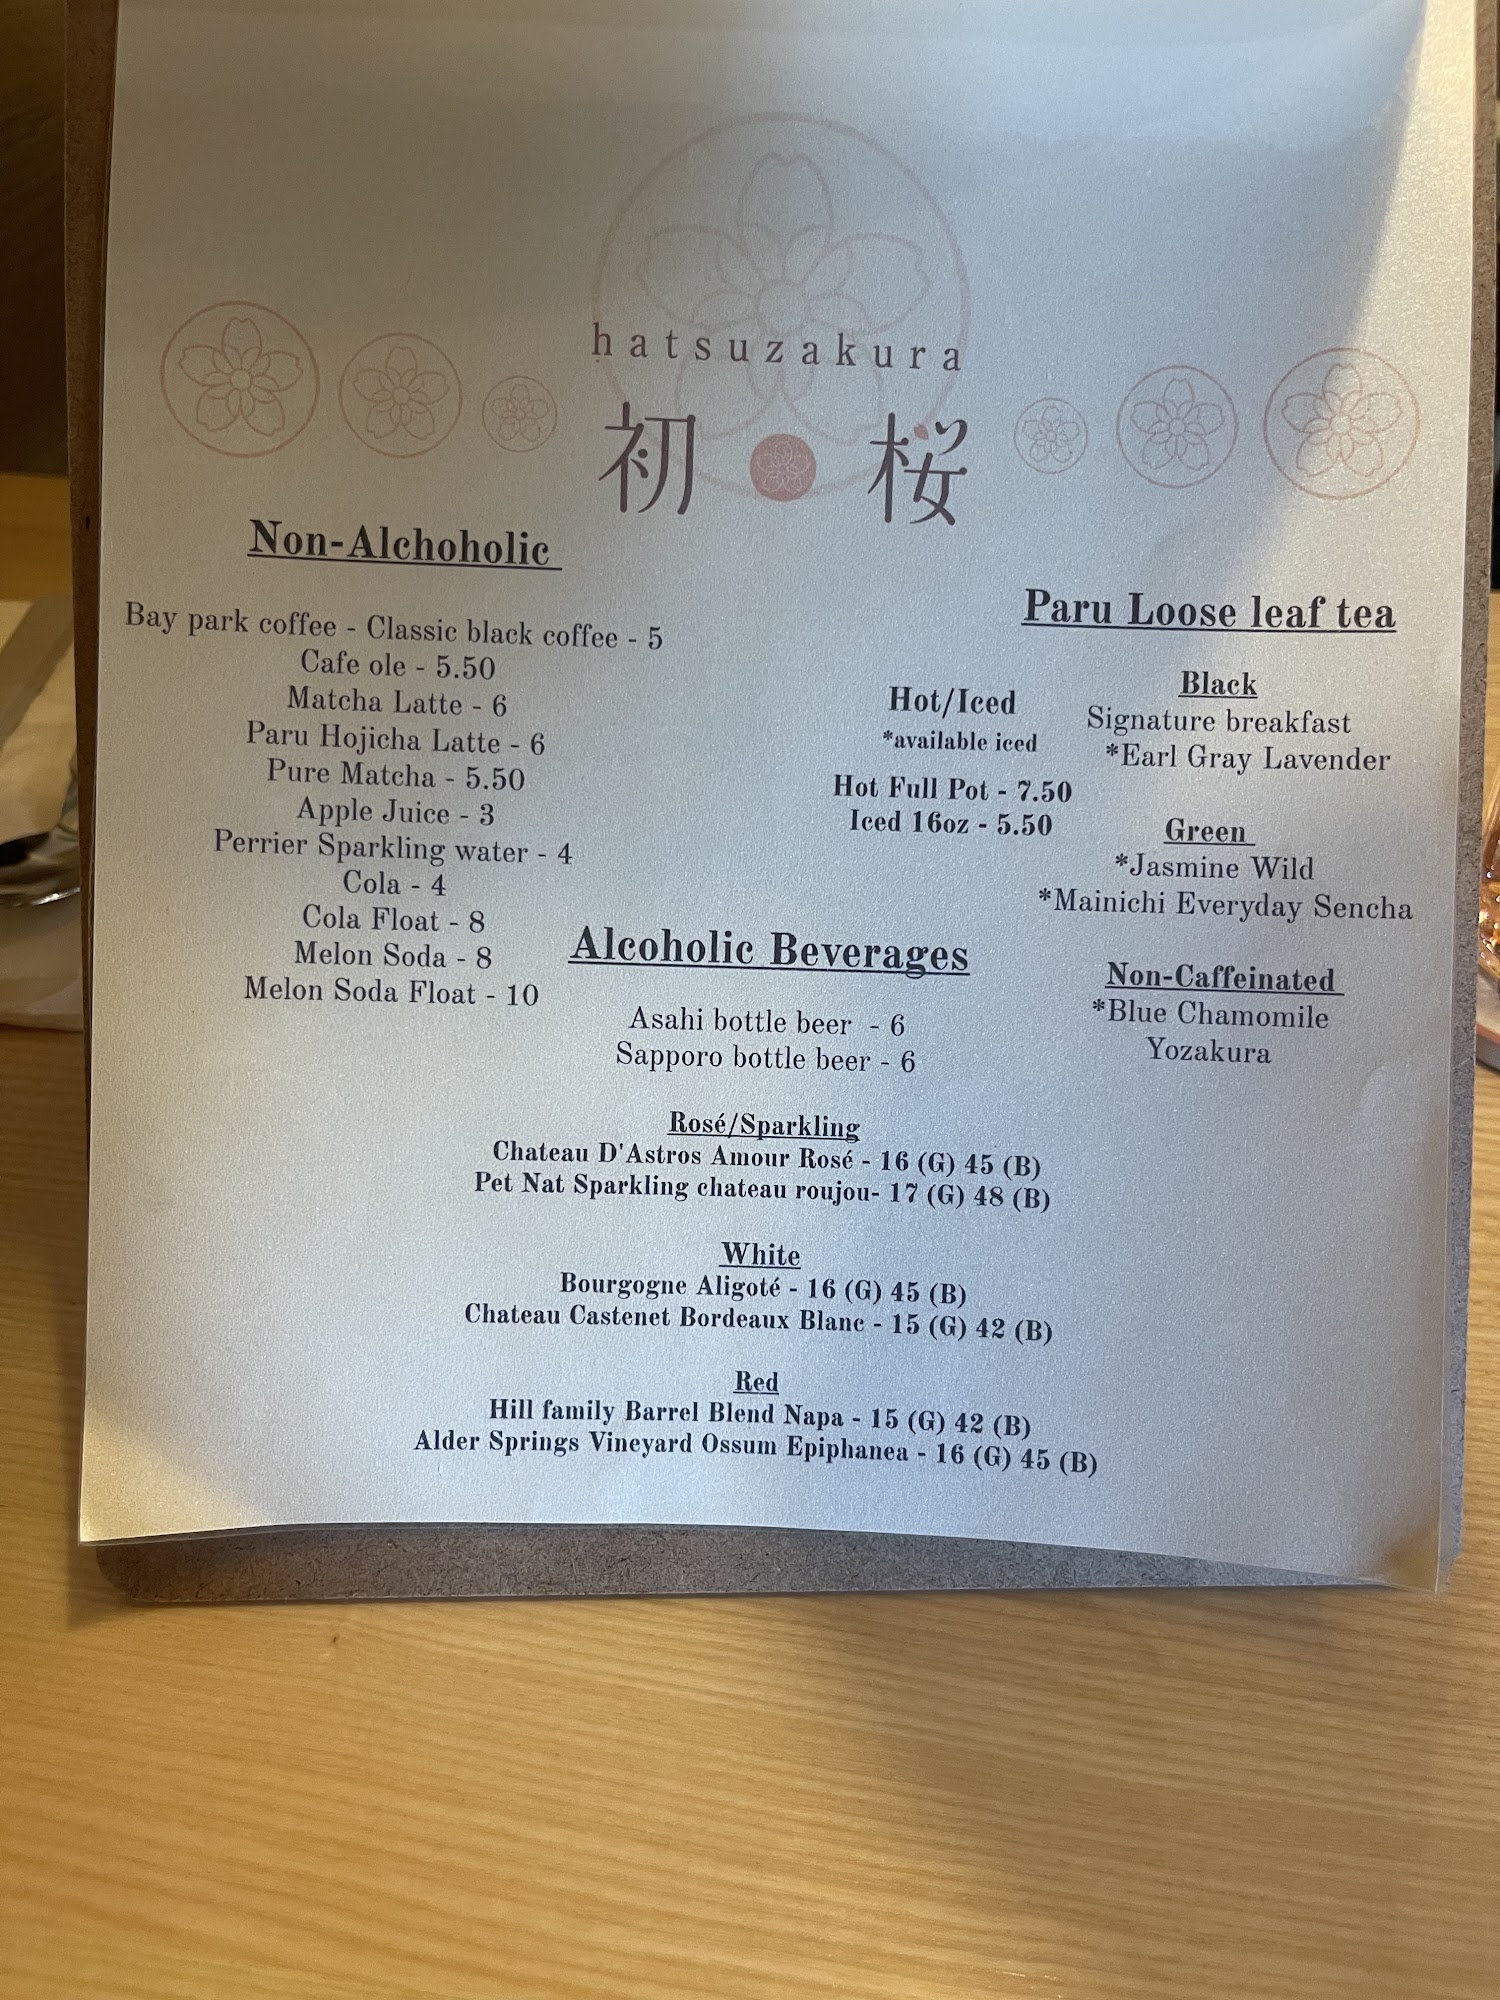 hatsuzakura
初 桜
Non-Alchoholic
Bay park coffee - Classic black coffee - 5
Cafe ole - 5.50
Matcha Latte - 6
Paru Hojicha Latte - 6
Pure Matcha - 5.50
Apple Juice - 3
Perrier Sparkling water - 4
Cola - 4
Cola Float - 8
Melon Soda - 8
Melon Soda Float - 10
Paru Loose leaf tea
Hot/Iced
*available iced
Hot Full Pot - 7.50
Iced 16oz - 5.50
Black
Signature breakfast
*Earl Gray Lavender
Green
*Jasmine Wild
*Mainichi Everyday Sencha
Non-Caffeinated
*Blue Chamomile
Yozakura
Alcoholic Beverages
Asahi bottle beer - 6
Sapporo bottle beer - 6
Rosé/Sparkling
Chateau D'Astros Amour Rosé - 16 (G) 45 (B)
Pet Nat Sparkling chateau roujou- 17 (G) 48 (B)
White
Bourgogne Aligoté - 16 (G) 45 (B)
Chateau Castenet Bordeaux Blanc - 15 (G) 42 (B)
Red
Hill family Barrel Blend Napa - 15 (G) 42 (B)
Alder Springs Vineyard Ossum Epiphanea - 16 (G) 45 (B)